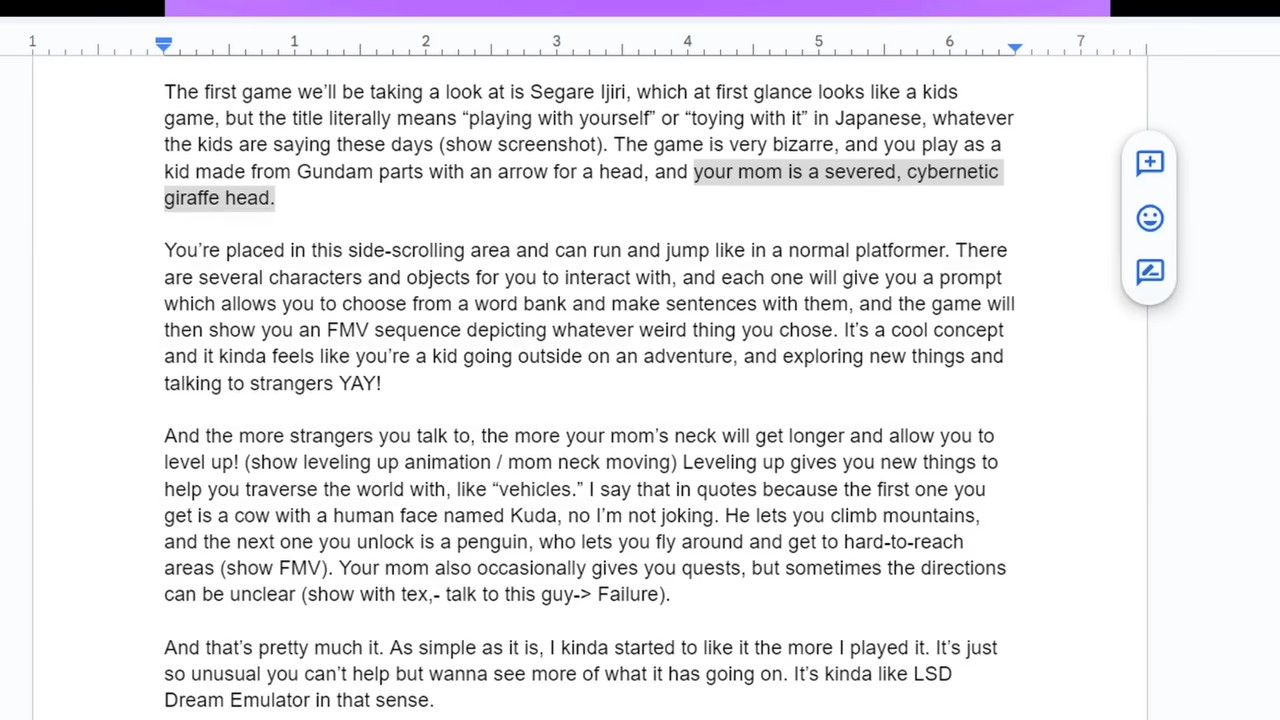 1 1 2 3 4 5 6 7
The first game we’ll be taking a look at is Segare Ijiri, which at first glance looks like a kids
game, but the title literally means “playing with yourself” or “toying with it” in Japanese, whatever
the kids are saying these days (show screenshot). The game is very bizarre, and you play as a
kid made from Gundam parts with an arrow for a head, and your mom is a severed, cybernetic
giraffe head.
You’re placed in this side-scrolling area and can run and jump like in a normal platformer. There
are several characters and objects for you to interact with, and each one will give you a prompt
which allows you to choose from a word bank and make sentences with them, and the game will
then show you an FMV sequence depicting whatever weird thing you chose. It’s a cool concept
and it kinda feels like you’re a kid going outside on an adventure, and exploring new things and
talking to strangers YAY!
And the more strangers you talk to, the more your mom’s neck will get longer and allow you to
level up! (show leveling up animation / mom neck moving) Leveling up gives you new things to
help you traverse the world with, like “vehicles.” I say that in quotes because the first one you
get is a cow with a human face named Kuda, no I’m not joking. He lets you climb mountains,
and the next one you unlock is a penguin, who lets you fly around and get to hard-to-reach
areas (show FMV). Your mom also occasionally gives you quests, but sometimes the directions
can be unclear (show with tex,- talk to this guy-> Failure).
And that’s pretty much it. As simple as it is, I kinda started to like it the more I played it. It’s just
so unusual you can’t help but wanna see more of what it has going on. It’s kinda like LSD
Dream Emulator in that sense.